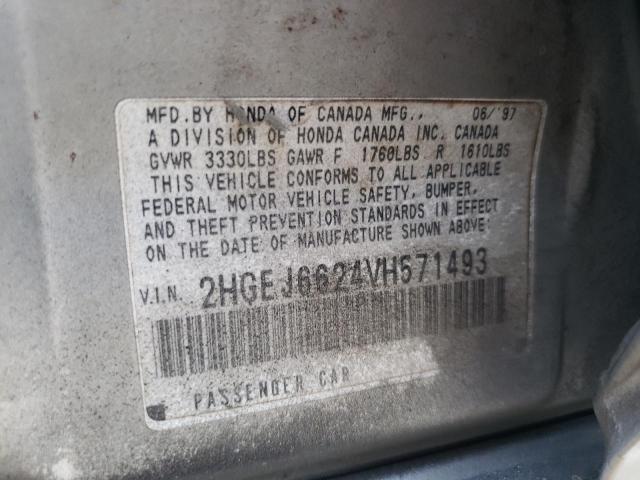 MFD.BY HONDA OF CANADA MFG., 06/'97
A DIVISION OF HONDA CANADA INC. CANADA
GVWR 3330LBS GAWR F 1760LBS R 1610LBS
THIS VEHICLE CONFORMS TO ALL APPLICABLE
FEDERAL MOTOR VEHICLE SAFETY, BUMPER,
AND THEFT PREVENTION STANDARDS IN EFFECT
ON THE DATE OF MANUFACTURE SHOWN ABOVE.
V.I.N. 2HGEJ6624VH571493
PASSENGER CAR